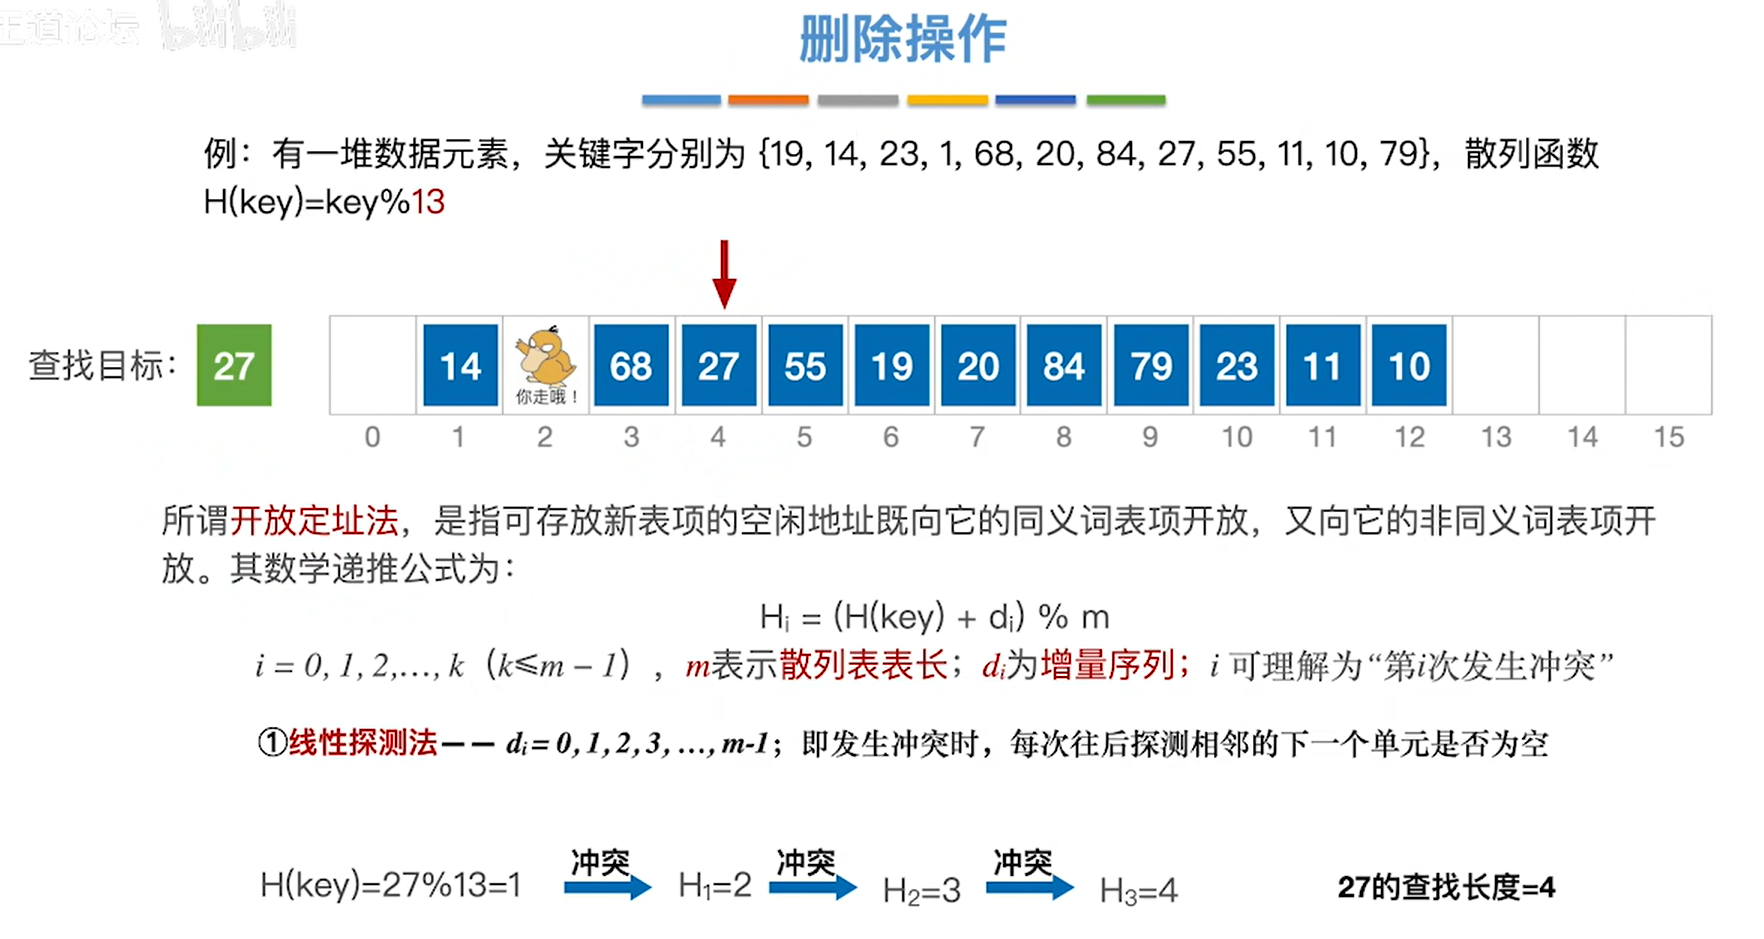 王道论坛 bilibili
删除操作
例：有一堆数据元素，关键字分别为 {19, 14, 23, 1, 68, 20, 84, 27, 55, 11, 10, 79}，散列函数
H(key)=key%13
查找目标： 27 14 你走哦！ 68 27 55 19 20 84 79 23 11 10
0 1 2 3 4 5 6 7 8 9 10 11 12 13 14 15
所谓开放定址法，是指可存放新表项的空闲地址既向它的同义词表项开放，又向它的非同义词表项开
放。其数学递推公式为：
Hi = (H(key) + di) % m
i = 0, 1, 2,…, k（k≤m − 1），m表示散列表表长；di为增量序列；i 可理解为“第i次发生冲突”
①线性探测法—— di = 0, 1, 2, 3, …, m-1；即发生冲突时，每次往后探测相邻的下一个单元是否为空
冲突 冲突 冲突
H(key)=27%13=1 H1=2 H2=3 H3=4 27的查找长度=4